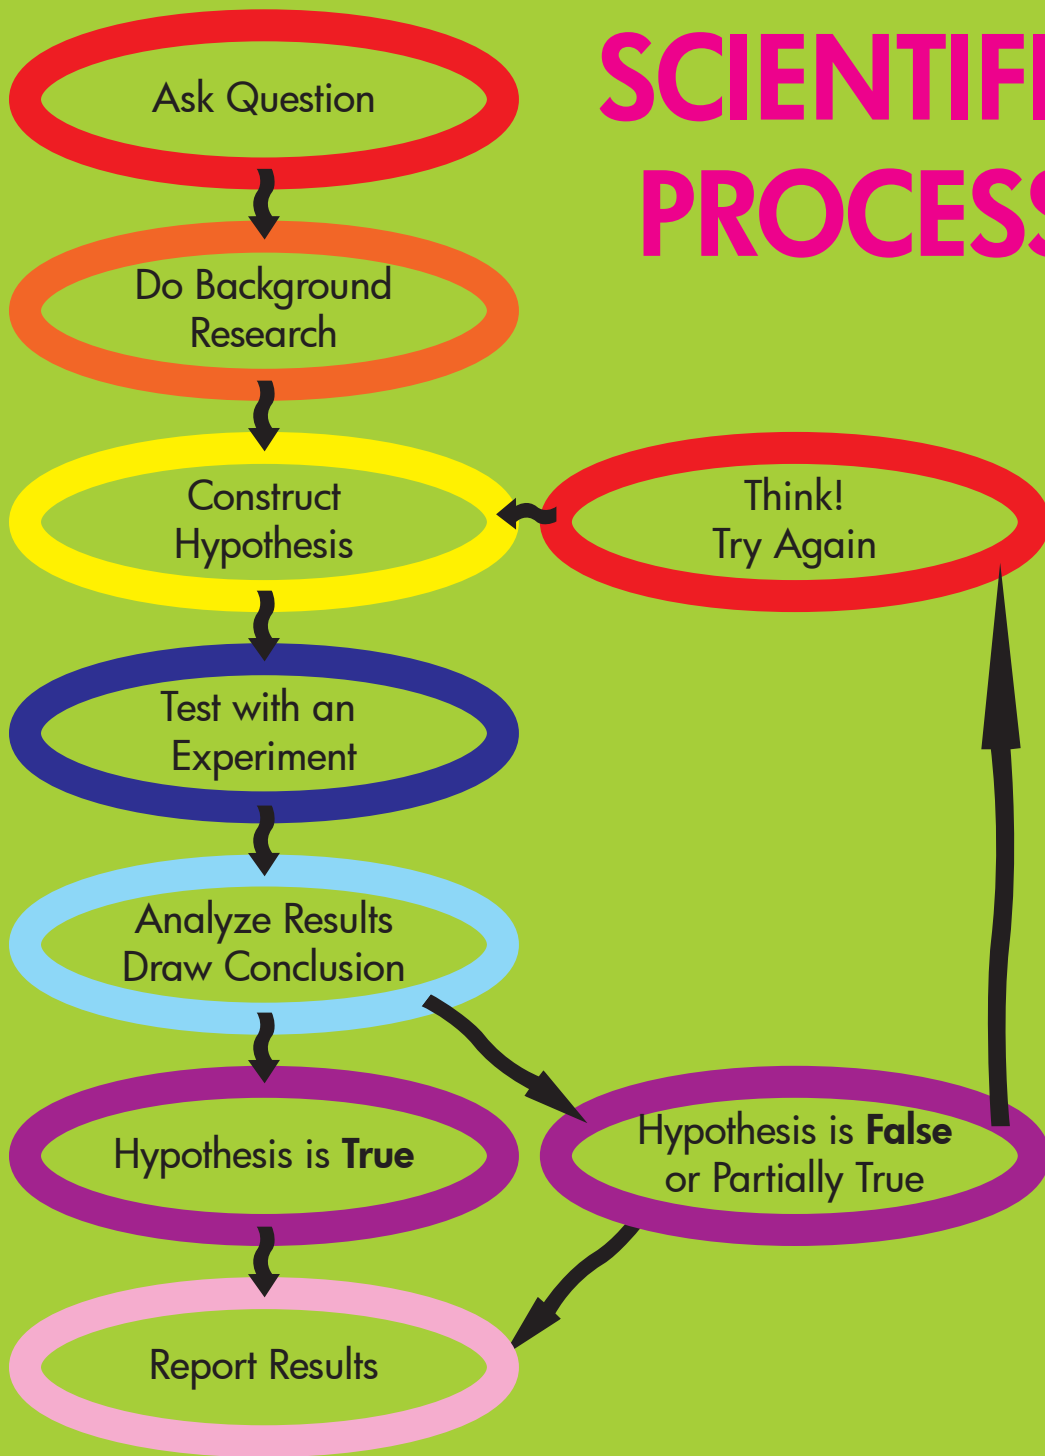 SCIENTIFI
PROCESS
Ask Question
Do Background
Research
Construct
Hypothesis
Think!
Try Again
Test with an
Experiment
Analyze Results
Draw Conclusion
Hypothesis is True
Hypothesis is False
or Partially True
Report Results